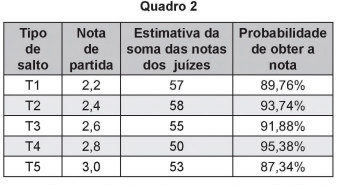 Quadro 2
Tipo de salto | Nota de partida | Estimativa da soma das notas dos juízes | Probabilidade de obter a nota
T1 | 2,2 | 57 | 89,76%
T2 | 2,4 | 58 | 93,74%
T3 | 2,6 | 55 | 91,88%
T4 | 2,8 | 50 | 95,38%
T5 | 3,0 | 53 | 87,34%